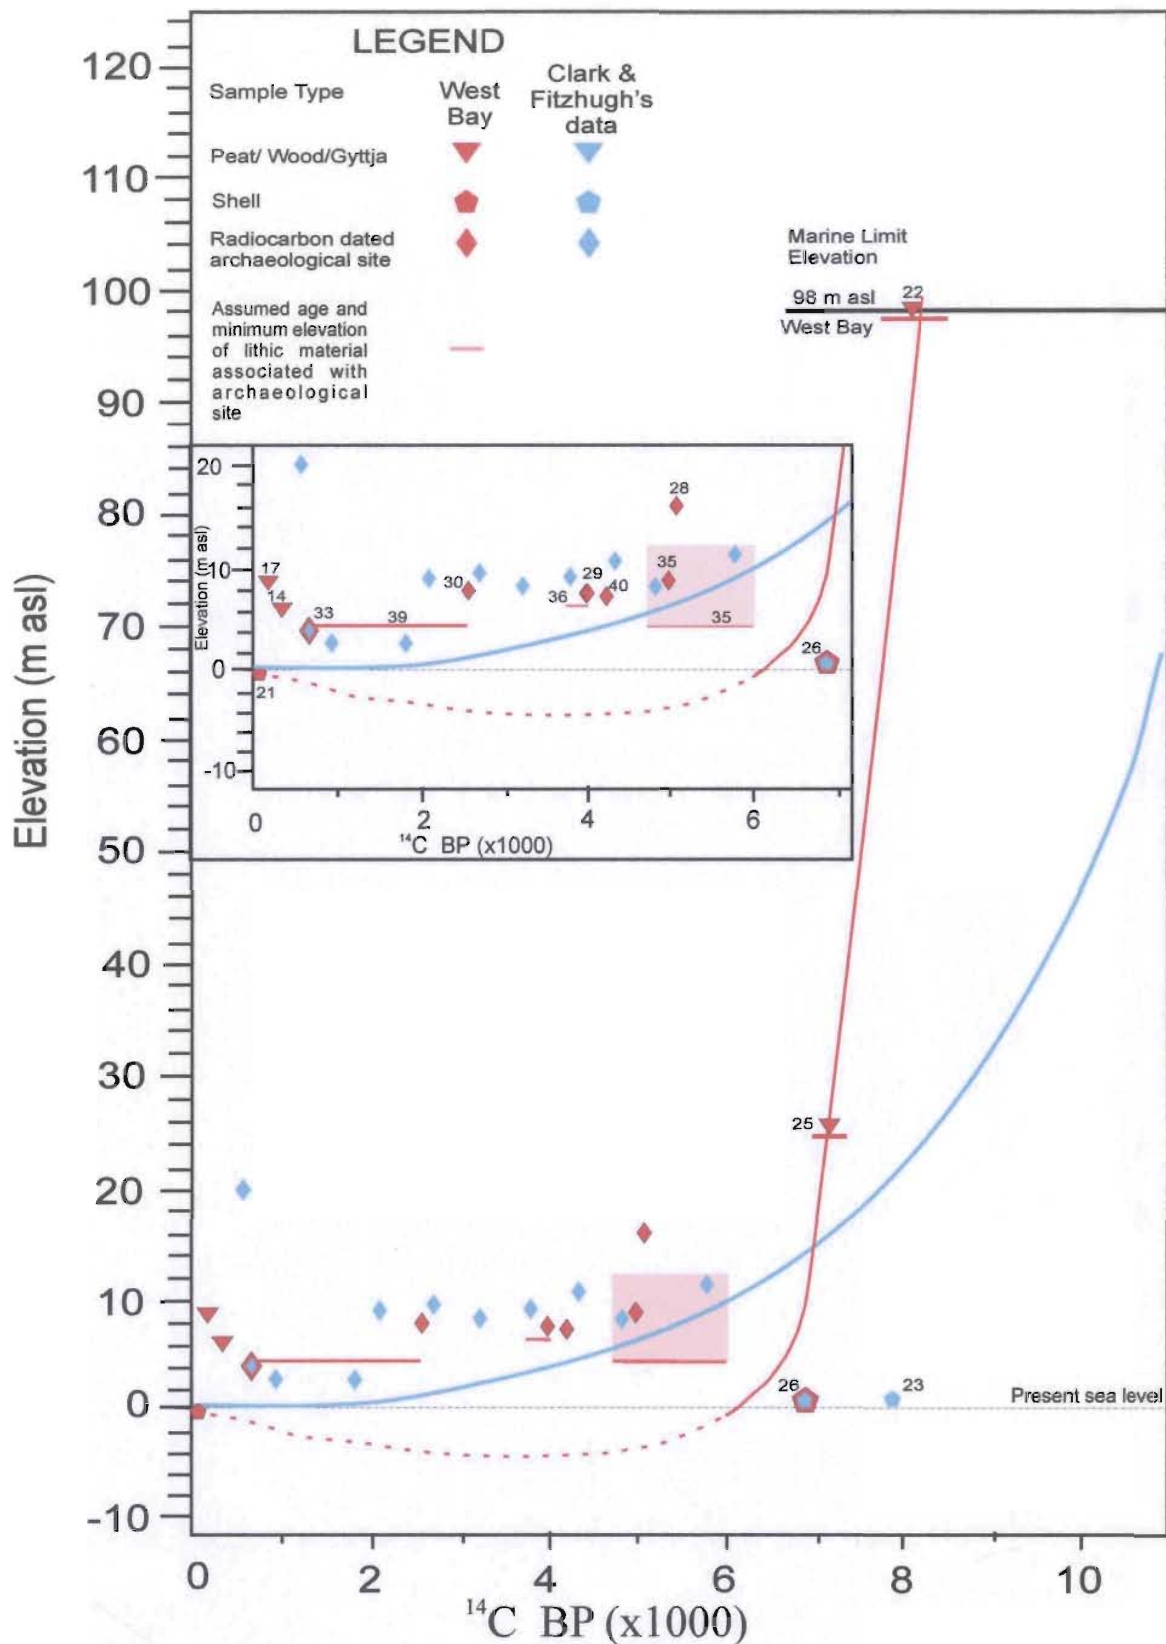 LEGEND
Sample Type
West
Bay
Clark &
Fitzhugh's
data
Peat/ Wood/Gyttja
Shell
Radiocarbon dated
archaeological site
Assumed age and
minimum elevation
of lithic material
associated with
archaeological
site
Marine Limit
Elevation
98 m asl
22
West Bay
120
110
100
90
80
70
60
50
40
30
20
10
0
-10
Elevation (m asl)
20
10
0
-10
Elevation (m asl)
17
14
33
39
30
36
29
40
28
35
35
26
21
0
2
4
6
14C BP (x1000)
25
26
23
Present sea level
0
2
4
6
8
10
14C BP (x1000)